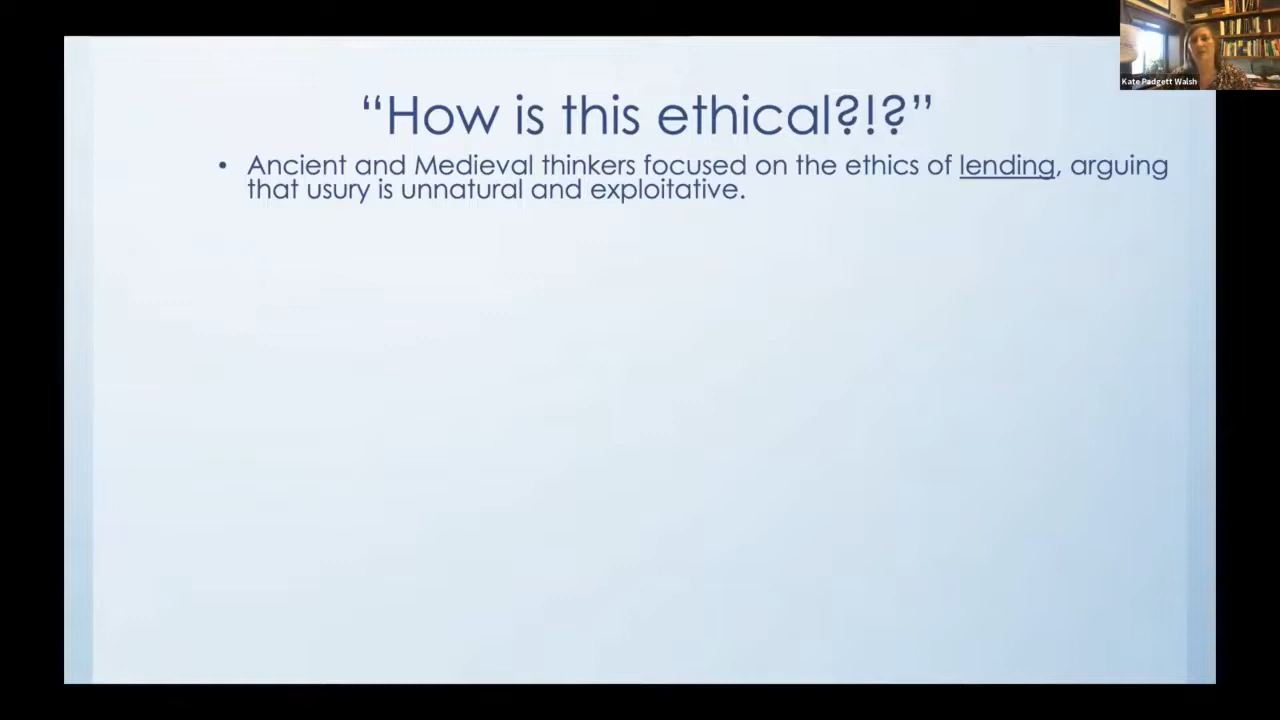 Kate Padgett Walsh
“How is this ethical?!?”
• Ancient and Medieval thinkers focused on the ethics of lending, arguing
that usury is unnatural and exploitative.